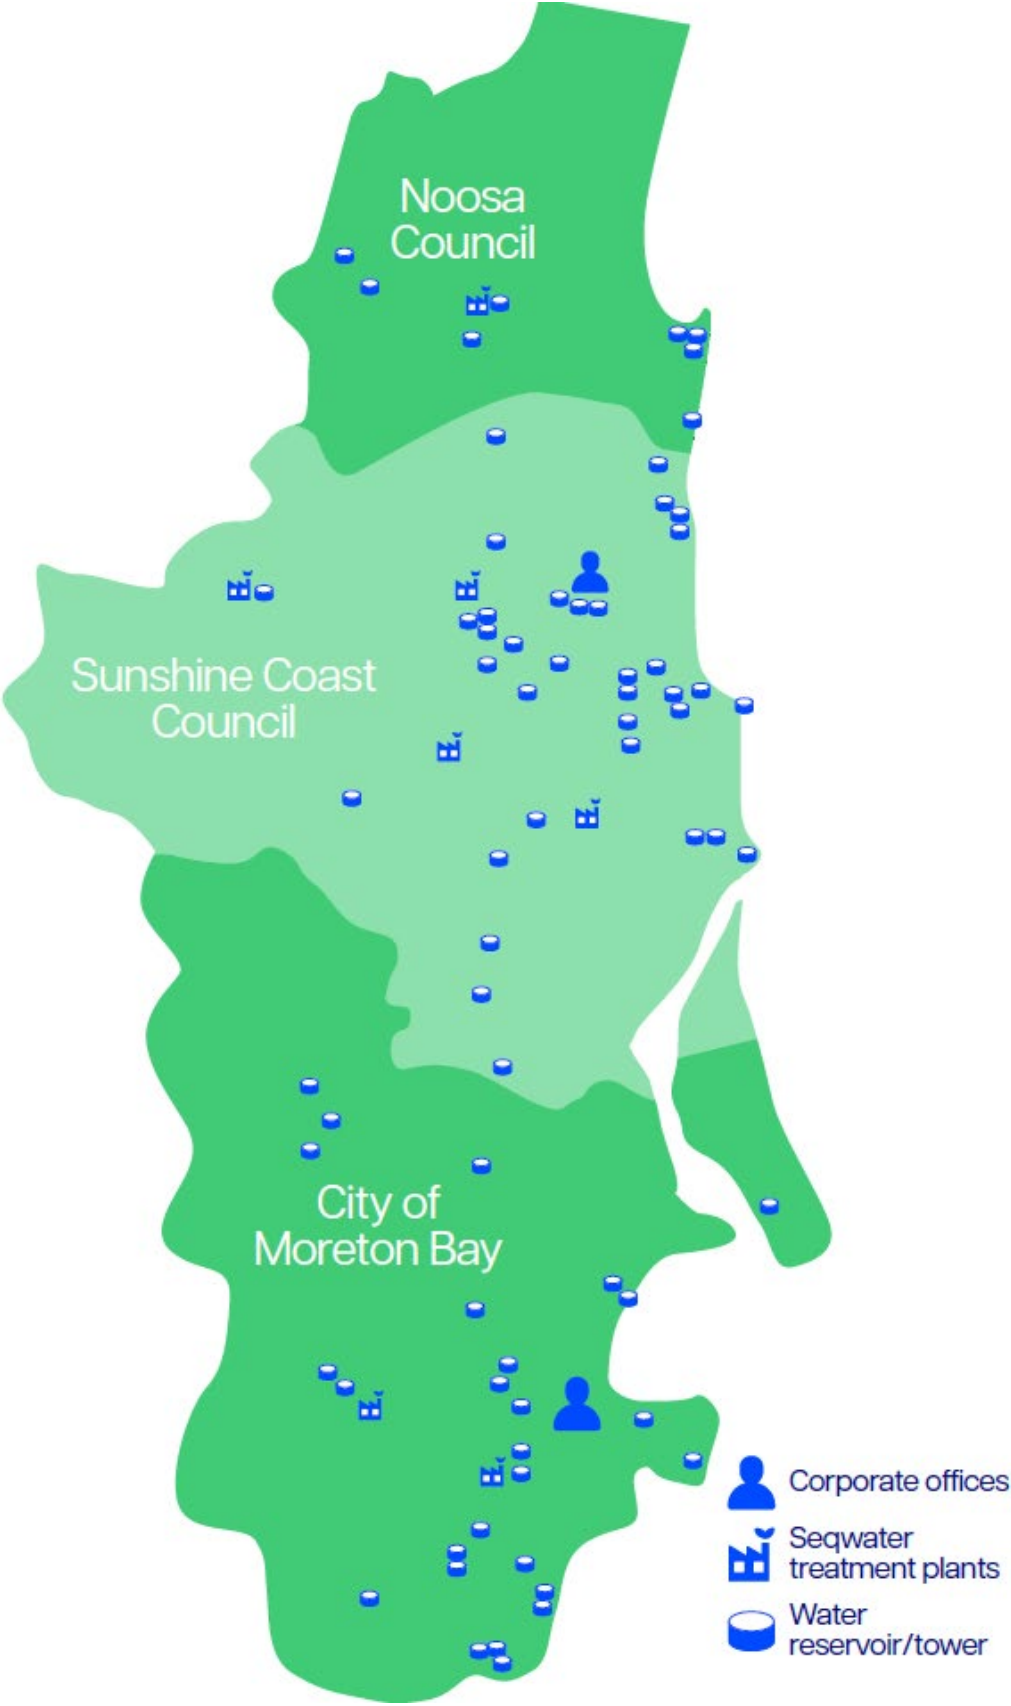 Noosa
Council
Sunshine Coast
Council
City of
Moreton Bay
Corporate offices
Seqwater
treatment plants
Water
reservoir/tower